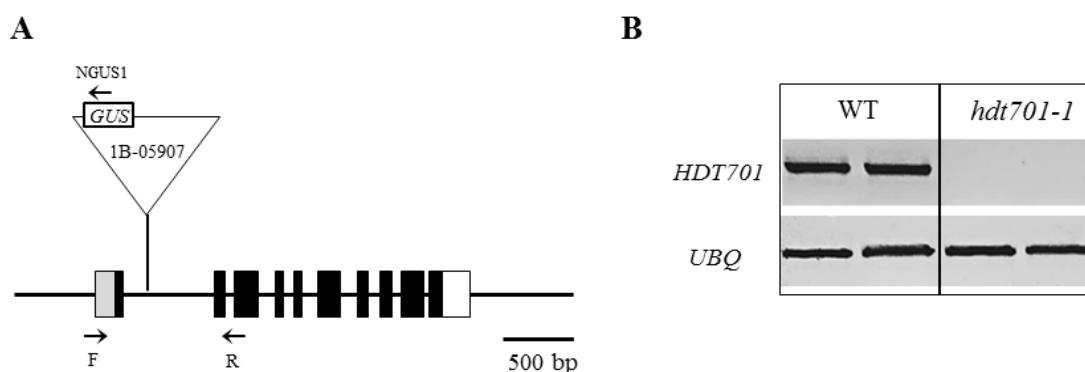 A
NGUS1
GUS
1B-05907
F
R
500 bp
B
WT hdt701-1
HDT701
UBQ